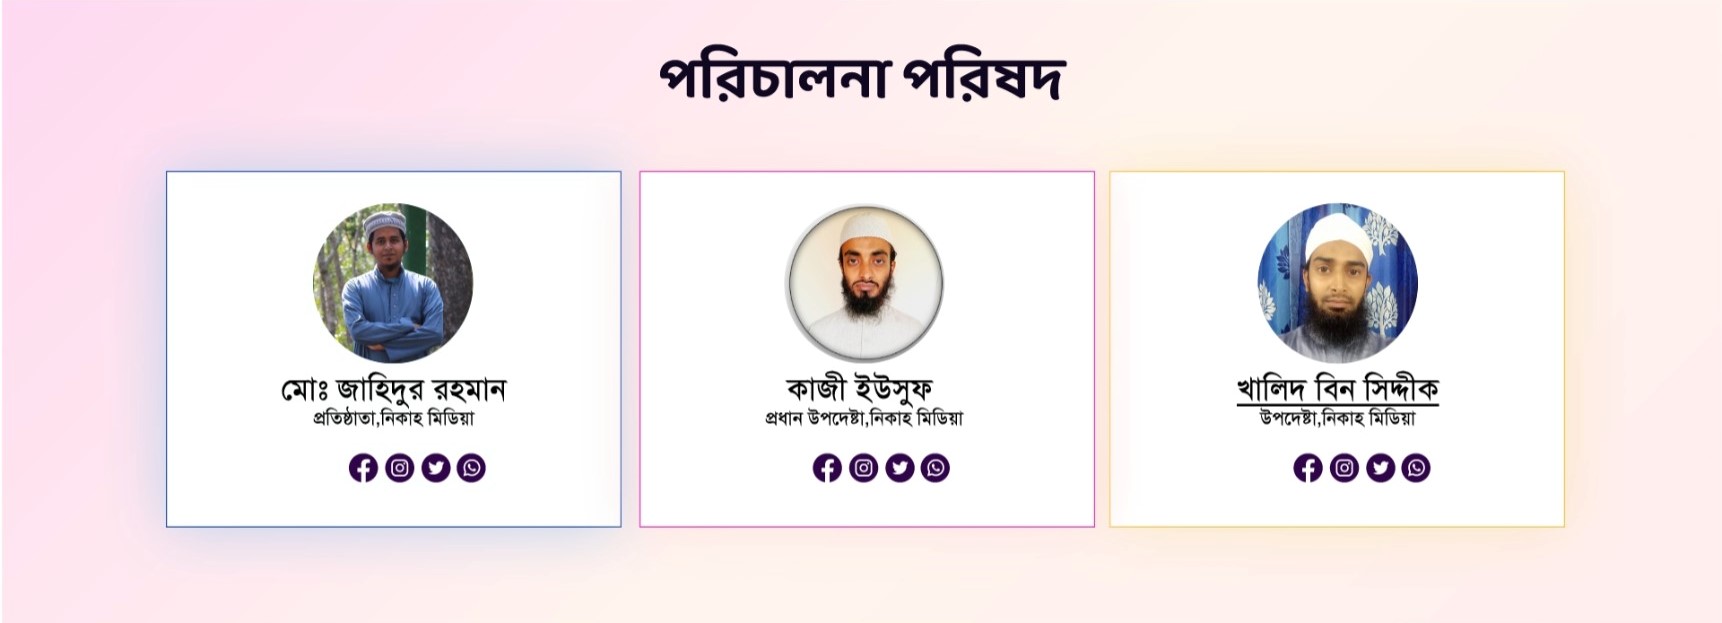 পরিচালনা পরিষদ
মোঃ জাহিদুর রহমান
প্রতিষ্ঠাতা,নিকাহ মিডিয়া
কাজী ইউসুফ
প্রধান উপদেষ্টা,নিকাহ মিডিয়া
খালিদ বিন সিদ্দীক
উপদেষ্টা,নিকাহ মিডিয়া